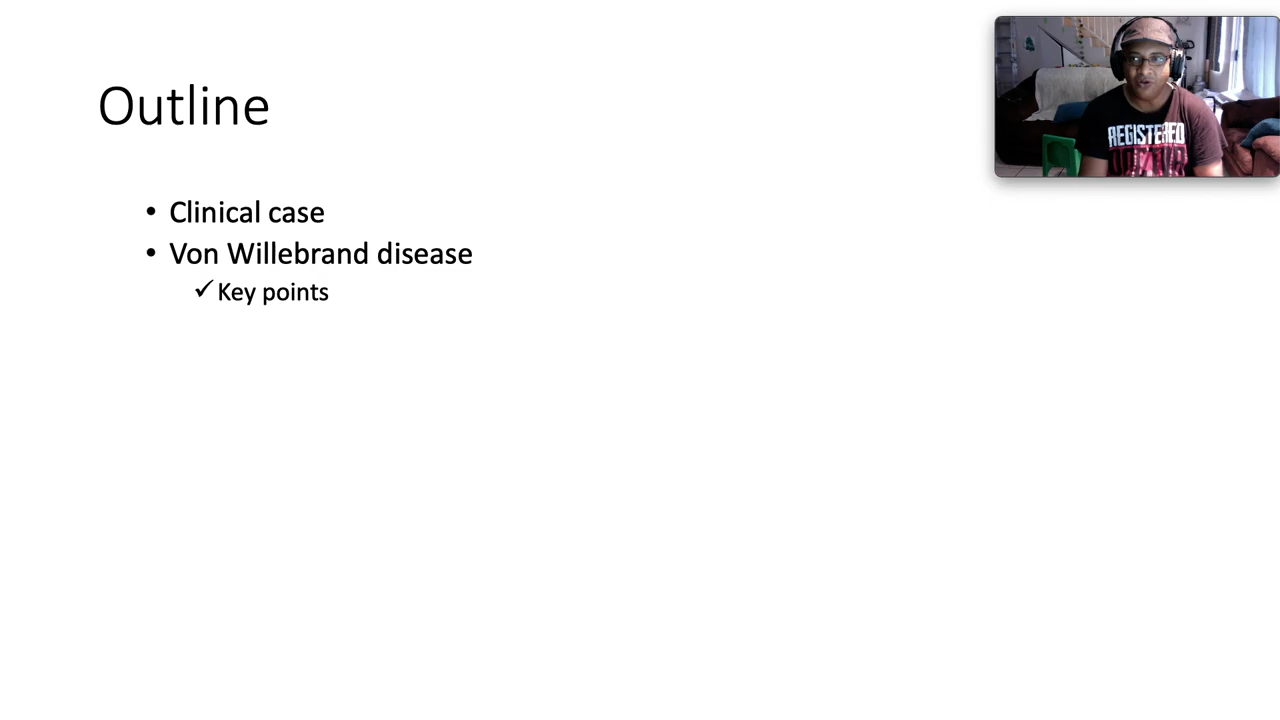 Outline
• Clinical case
• Von Willebrand disease
✓ Key points
REGISTERED